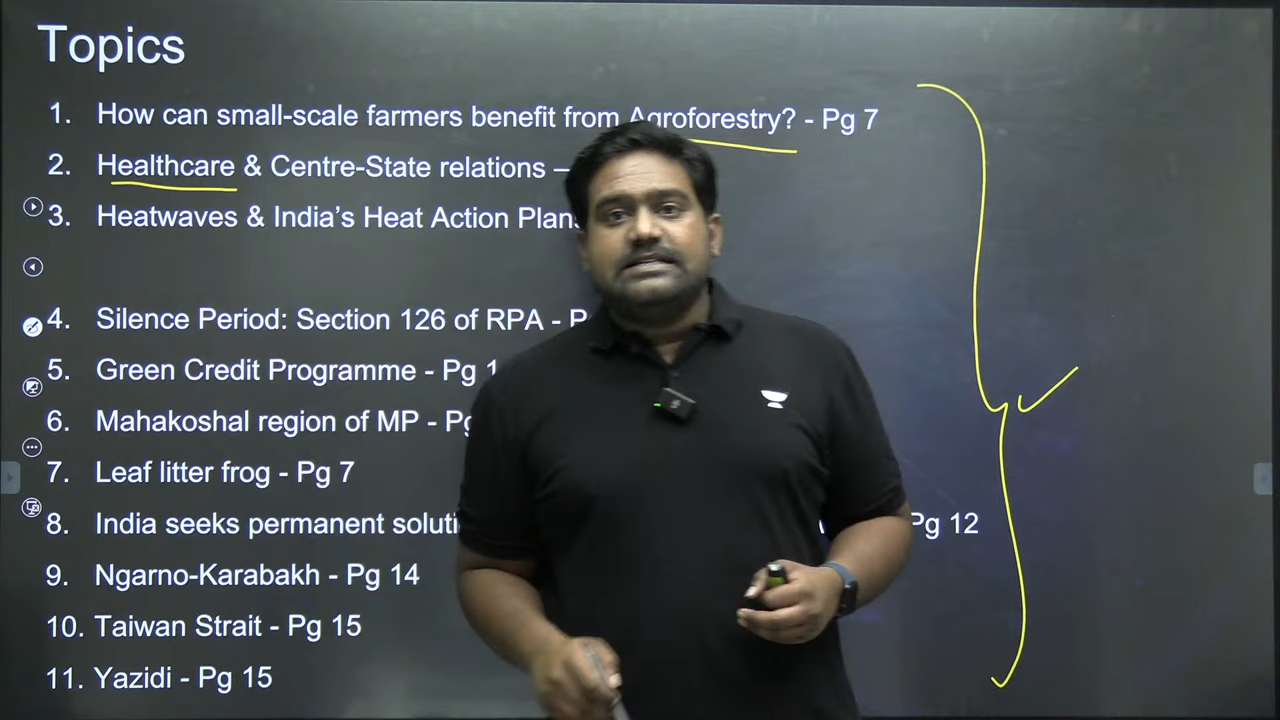 Topics
1. How can small-scale farmers benefit from Agroforestry? - Pg 7
2. Healthcare & Centre-State relations –
3. Heatwaves & India's Heat Action Plans
4. Silence Period: Section 126 of RPA -
5. Green Credit Programme - Pg 1
6. Mahakoshal region of MP - Pg
7. Leaf litter frog - Pg 7
8. India seeks permanent Pg 12
9. Ngarno-Karabakh - Pg 14
10. Taiwan Strait - Pg 15
11. Yazidi - Pg 15